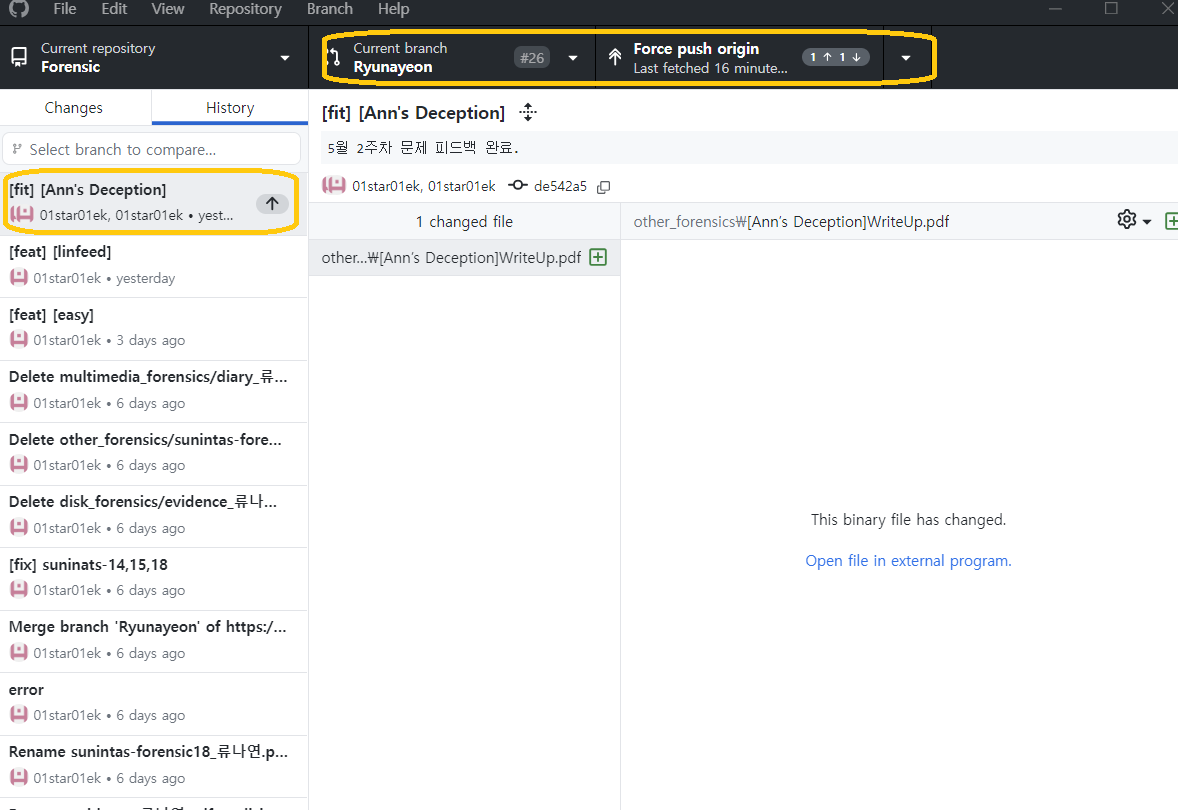 File Edit View Repository Branch Help
Current repository
Forensic
Current branch
Ryunayeon
#26
Force push origin
Last fetched 16 minute...
1 ↑ 1 ↓
Changes
History
Select branch to compare...
[fit] [Ann's Deception]
01star01ek, 01star01ek • yest...
[feat] [linfeed]
01star01ek • yesterday
[feat] [easy]
01star01ek • 3 days ago
Delete multimedia_forensics/diary_류...
01star01ek • 6 days ago
Delete other_forensics/sunintas-fore...
01star01ek • 6 days ago
Delete disk_forensics/evidence_류나...
01star01ek • 6 days ago
[fix] suninats-14,15,18
01star01ek • 6 days ago
Merge branch 'Ryunayeon' of https:/...
01star01ek • 6 days ago
error
01star01ek • 6 days ago
Rename sunintas-forensic18_류나연.p...
01star01ek • 6 days ago
[fit] [Ann's Deception]
5월 2주차 문제 피드백 완료.
01star01ek, 01star01ek
de542a5
1 changed file
other...₩[Ann's Deception]WriteUp.pdf
other_forensics₩[Ann's Deception]WriteUp.pdf
This binary file has changed.
Open file in external program.